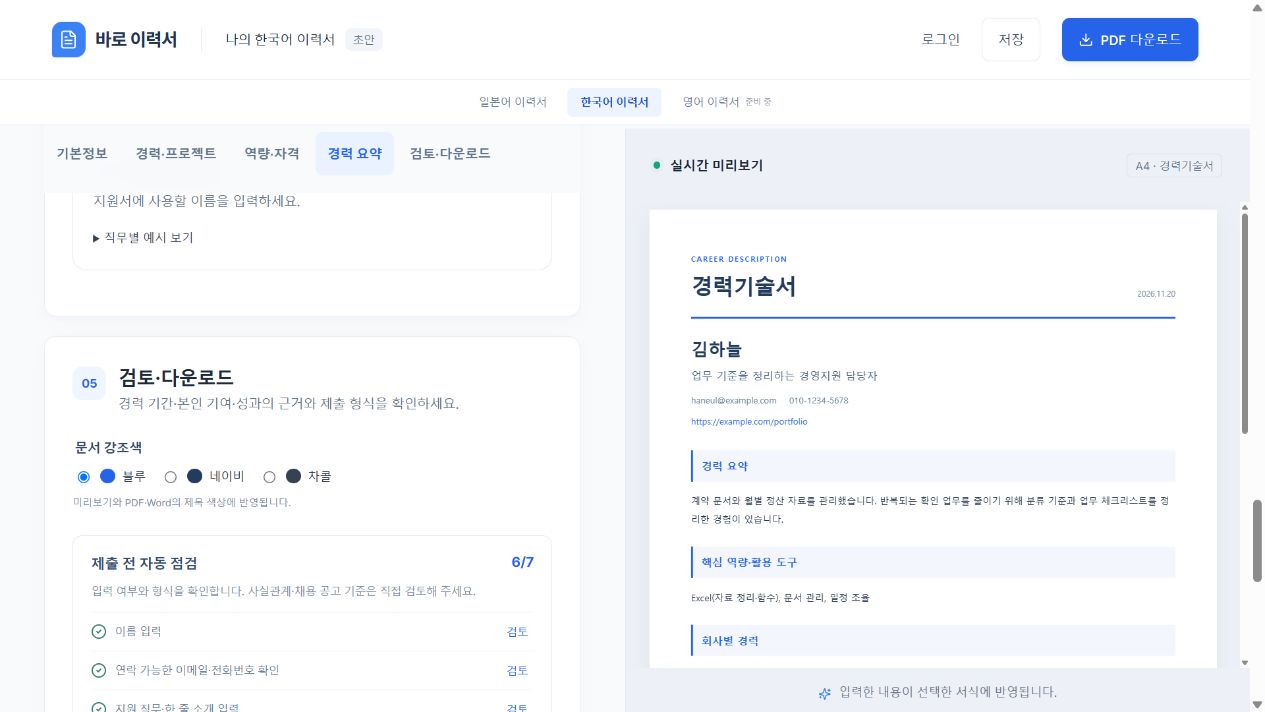 바로 이력서
나의 한국어 이력서 초안
로그인
저장
PDF 다운로드
일본어 이력서
한국어 이력서
영어 이력서 준비 중
기본정보
경력·프로젝트
역량·자격
경력 요약
검토·다운로드
지원서에 사용할 이름을 입력하세요.
▶ 직무별 예시 보기
05
검토·다운로드
경력 기간·본인 기여·성과의 근거와 제출 형식을 확인하세요.
문서 강조색
블루
네이비
차콜
미리보기와 PDF·Word의 제목 색상에 반영됩니다.
제출 전 자동 점검
6/7
입력 여부와 형식을 확인합니다. 사실관계·채용 공고 기준은 직접 검토해 주세요.
이름 입력
검토
연락 가능한 이메일·전화번호 확인
검토
지원 직무·한 줄 소개 입력
검토
실시간 미리보기
A4 · 경력기술서
CAREER DESCRIPTION
경력기술서
2026.11.20
김하늘
업무 기준을 정리하는 경영지원 담당자
haneul@example.com 010-1234-5678
https://example.com/portfolio
경력 요약
계약 문서와 월별 정산 자료를 관리했습니다. 반복되는 확인 업무를 줄이기 위해 분류 기준과 업무 체크리스트를 정
리한 경험이 있습니다.
핵심 역량·활용 도구
Excel(자료 정리·함수), 문서 관리, 일정 조율
회사별 경력
입력한 내용이 선택한 서식에 반영됩니다.